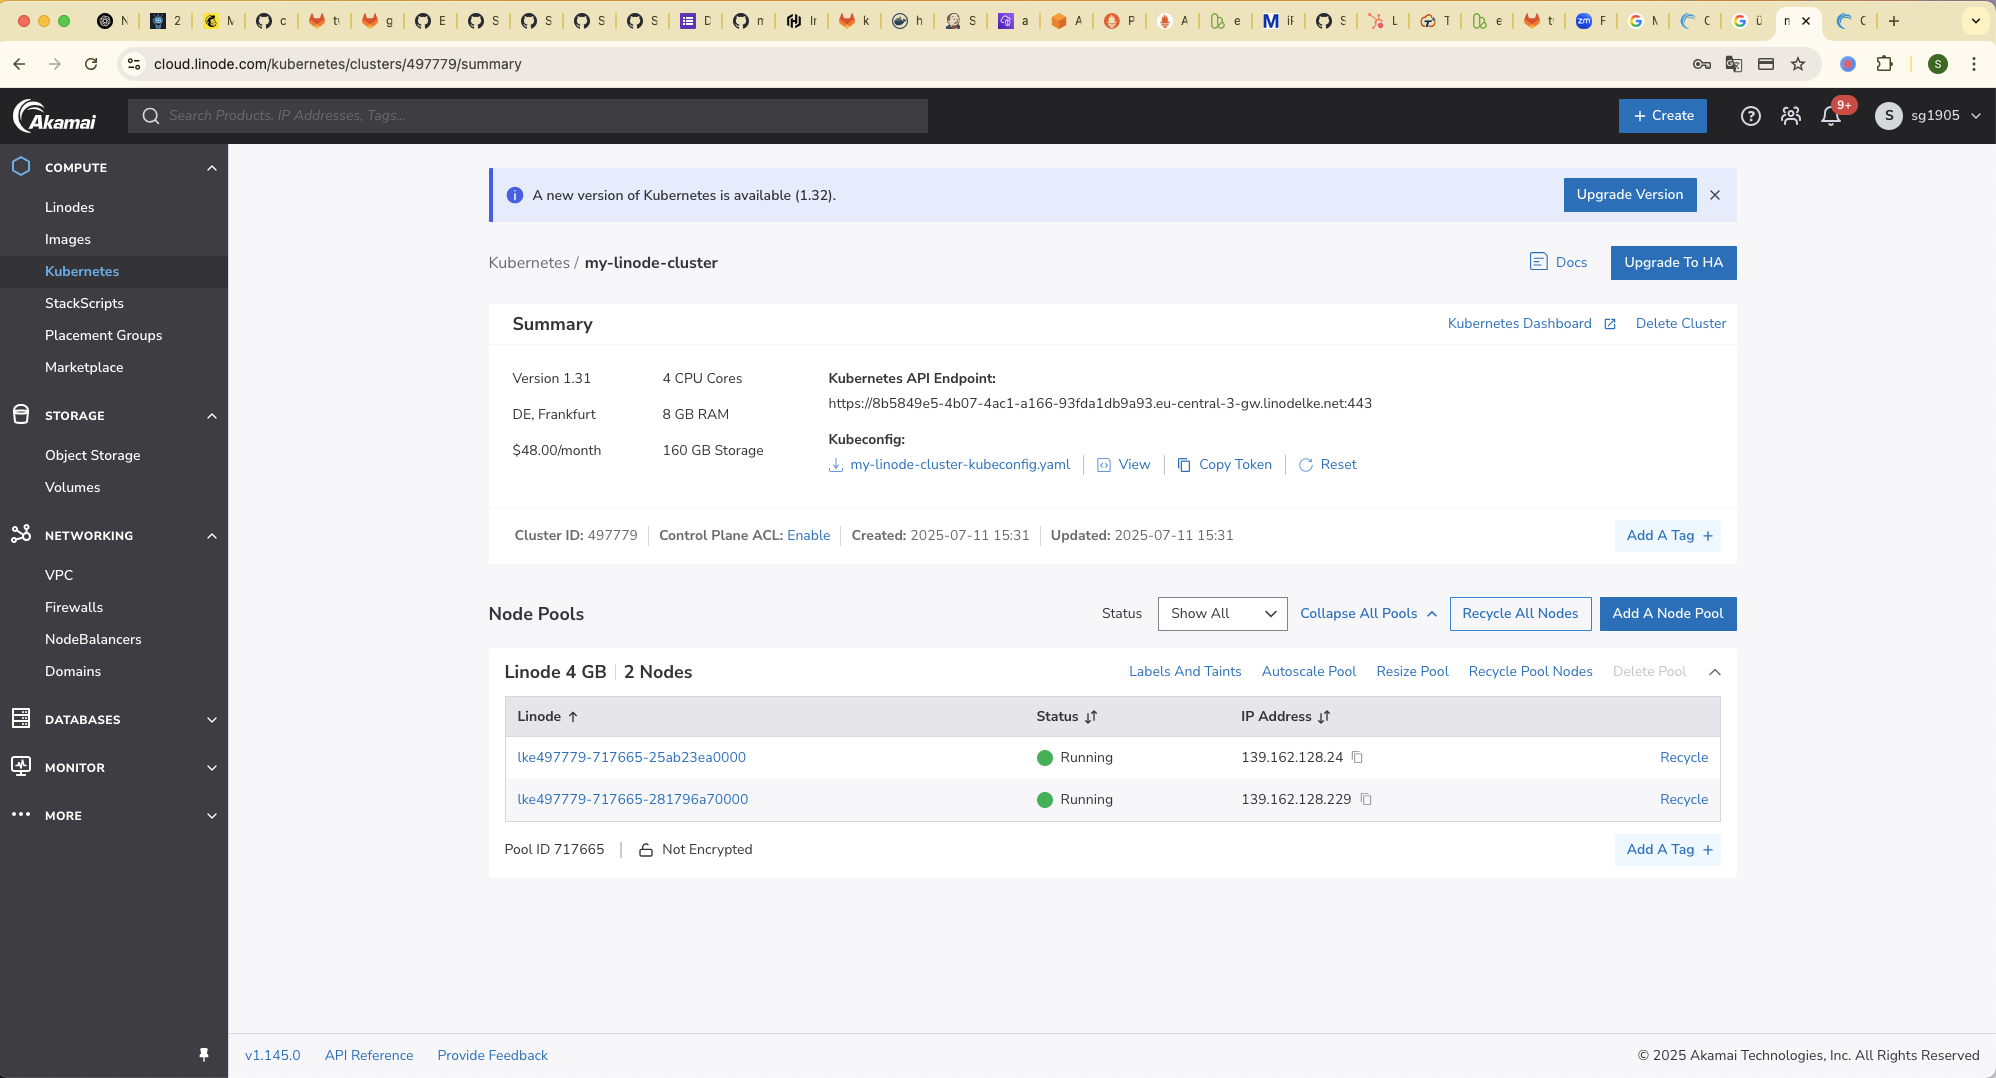 cloud.linode.com/kubernetes/clusters/497779/summary
S
Akamai
Search Products, IP Addresses, Tags...
+ Create
9+
S
sg1905
COMPUTE
Linodes
Images
Kubernetes
StackScripts
Placement Groups
Marketplace
STORAGE
Object Storage
Volumes
NETWORKING
VPC
Firewalls
NodeBalancers
Domains
DATABASES
MONITOR
MORE
A new version of Kubernetes is available (1.32).
Upgrade Version
Kubernetes / my-linode-cluster
Docs
Upgrade To HA
Summary
Kubernetes Dashboard
Delete Cluster
Version 1.31
4 CPU Cores
DE, Frankfurt
8 GB RAM
$48.00/month
160 GB Storage
Kubernetes API Endpoint:
https://8b5849e5-4b07-4ac1-a166-93fda1db9a93.eu-central-3-gw.linodelke.net:443
Kubeconfig:
my-linode-cluster-kubeconfig.yaml
View
Copy Token
Reset
Cluster ID: 497779
Control Plane ACL: Enable
Created: 2025-07-11 15:31
Updated: 2025-07-11 15:31
Add A Tag +
Node Pools
Status
Show All
Collapse All Pools
Recycle All Nodes
Add A Node Pool
Linode 4 GB
2 Nodes
Labels And Taints
Autoscale Pool
Resize Pool
Recycle Pool Nodes
Delete Pool
Linode
Status
IP Address
lke497779-717665-25ab23ea0000
Running
139.162.128.24
Recycle
lke497779-717665-281796a70000
Running
139.162.128.229
Recycle
Pool ID 717665
Not Encrypted
Add A Tag +
v1.145.0
API Reference
Provide Feedback
© 2025 Akamai Technologies, Inc. All Rights Reserved